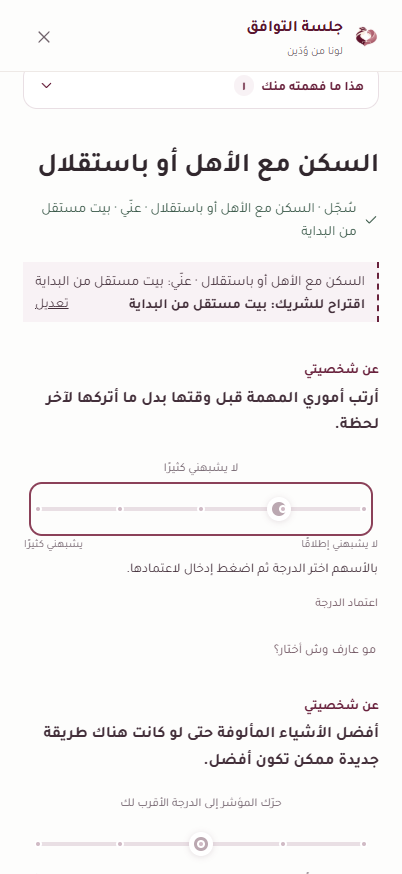 جلسة التوافق
لونا من وُدّين
هذا ما فهمته منك ١
السكن مع الأهل أو باستقلال
سُجّل · السكن مع الأهل أو باستقلال · عنّي · بيت مستقل
من البداية
السكن مع الأهل أو باستقلال · عنّي: بيت مستقل من البداية
اقتراح للشريك: بيت مستقل من البداية
تعديل
عن شخصيتي
أرتب أموري المهمة قبل وقتها بدل ما أتركها لآخر
لحظة.
لا يشبهني كثيرًا
لا يشبهني إطلاقًا
يشبهني كثيرًا
بالأسهم اختر الدرجة ثم اضغط إدخال لاعتمادها.
اعتماد الدرجة
مو عارف وش أختار؟
عن شخصيتي
أفضل الأشياء المألوفة حتى لو كانت هناك طريقة
جديدة ممكن تكون أفضل.
حرّك المؤشر إلى الدرجة الأقرب لك